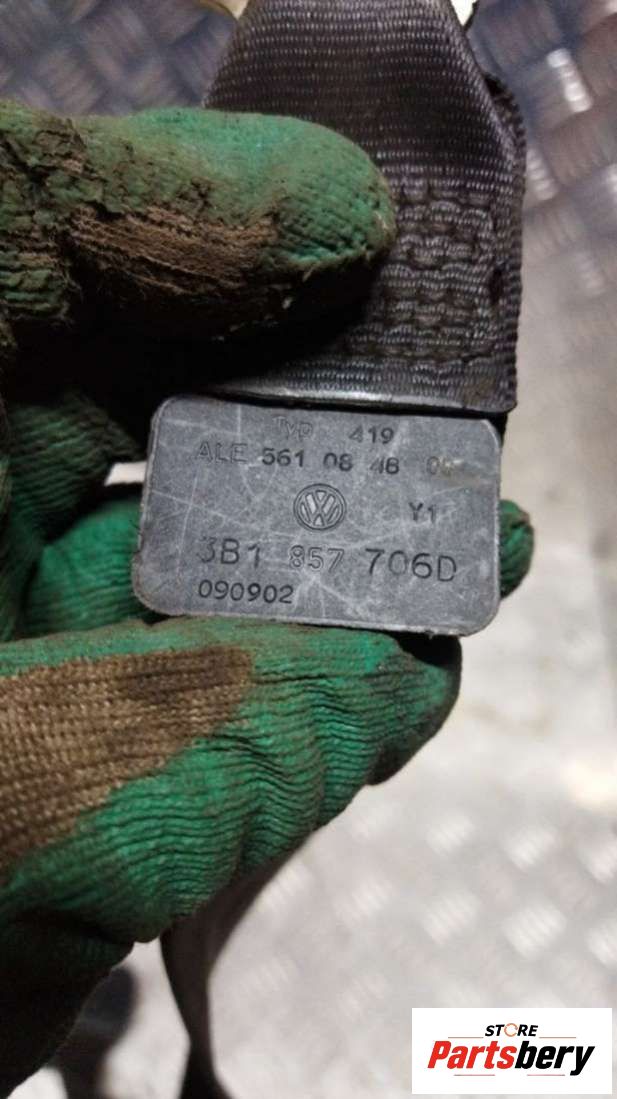 Typ 419
ALE 561 08 48
Y1
3B1 857 706D
090902
STORE
Partsbery